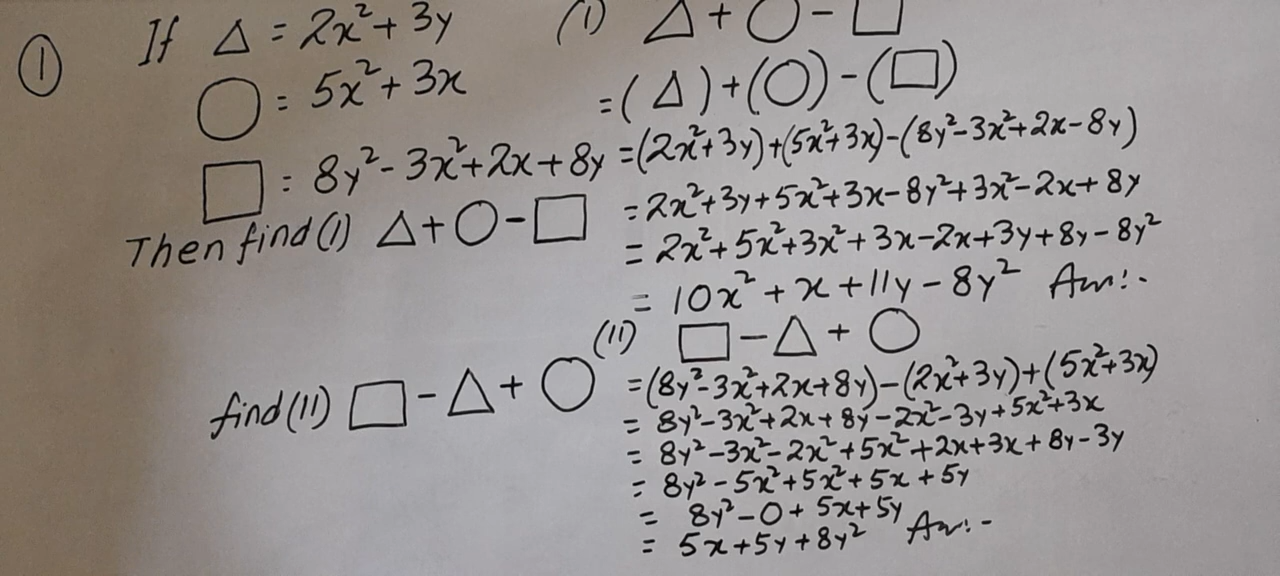 ① If △ = 2x² + 3y
○ = 5x² + 3x
□ = 8y² - 3x² + 2x + 8y
Then find (1) △ + ○ - □
find (11) □ - △ + ○
(1) △ + ○ - □
= (△) + (○) - (□)
= (2x² + 3y) + (5x² + 3x) - (8y² - 3x² + 2x - 8y)
= 2x² + 3y + 5x² + 3x - 8y² + 3x² - 2x + 8y
= 2x² + 5x² + 3x² + 3x - 2x + 3y + 8y - 8y²
= 10x² + x + 11y - 8y² Ans:-
(11) □ - △ + ○
= (8y² - 3x² + 2x + 8y) - (2x² + 3y) + (5x² + 3x)
= 8y² - 3x² + 2x + 8y - 2x² - 3y + 5x² + 3x
= 8y² - 3x² - 2x² + 5x² + 2x + 3x + 8y - 3y
= 8y² - 5x² + 5x² + 5x + 5y
= 8y² - 0 + 5x + 5y
= 5x + 5y + 8y² Ans:-